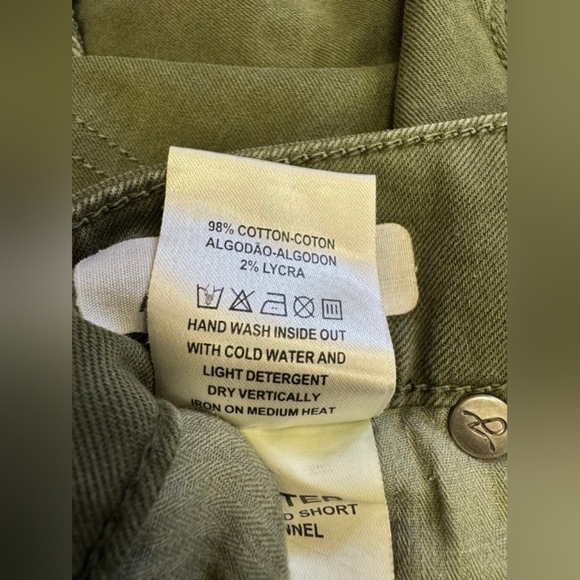 98% COTTON-COTON
ALGODÃO-ALGODON
2% LYCRA
HAND WASH INSIDE OUT
WITH COLD WATER AND
LIGHT DETERGENT
DRY VERTICALLY
IRON ON MEDIUM HEAT
SHORT